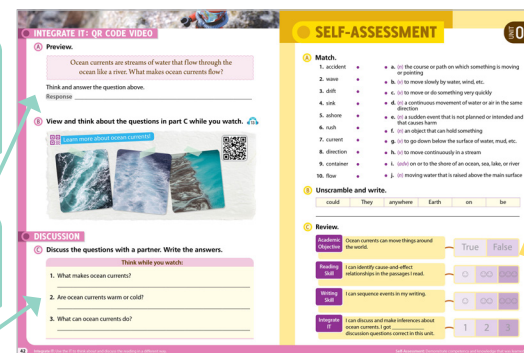 INTEGRATE IT: QR CODE VIDEO
A Preview.
Ocean currents are streams of water that flow through the
ocean like a river. What makes ocean currents flow?
Think and answer the question above.
Response
B View and think about the questions in part C while you watch.
Learn more about ocean currents!
DISCUSSION
C Discuss the questions with a partner. Write the answers.
Think while you watch:
1. What makes ocean currents?
2. Are ocean currents warm or cold?
3. What can ocean currents do?
42
SELF-ASSESSMENT
UNIT 0
A Match.
1. accident
2. wave
3. drift
4. sink
5. ashore
6. rush
7. current
8. direction
9. container
10. flow
a. (n) the course or path on which something is moving
or pointing
b. (v) to move slowly by water, wind, etc.
c. (v) to move or do something very quickly
d. (n) a continuous movement of water or air in the same
direction
e. (n) a sudden event that is not planned or intended and
that causes harm
f. (n) an object that can hold something
g. (v) to go down below the surface of water, mud, etc.
h. (v) to move continuously in a stream
i. (adv) on or to the shore of an ocean, sea, lake, or river
j. (n) moving water that is raised above the main surface
B Unscramble and write.
could They anywhere Earth on be
C Review.
Academic Objective
Ocean currents can move things around
the world.
True False
Reading Skill
I can identify cause-and-effect
relationships in the passages I read.
Writing Skill
I can sequence events in my writing.
Integrate IT
I can discuss and make inferences about
ocean currents. I got
discussion questions correct in this unit.
1 2 3